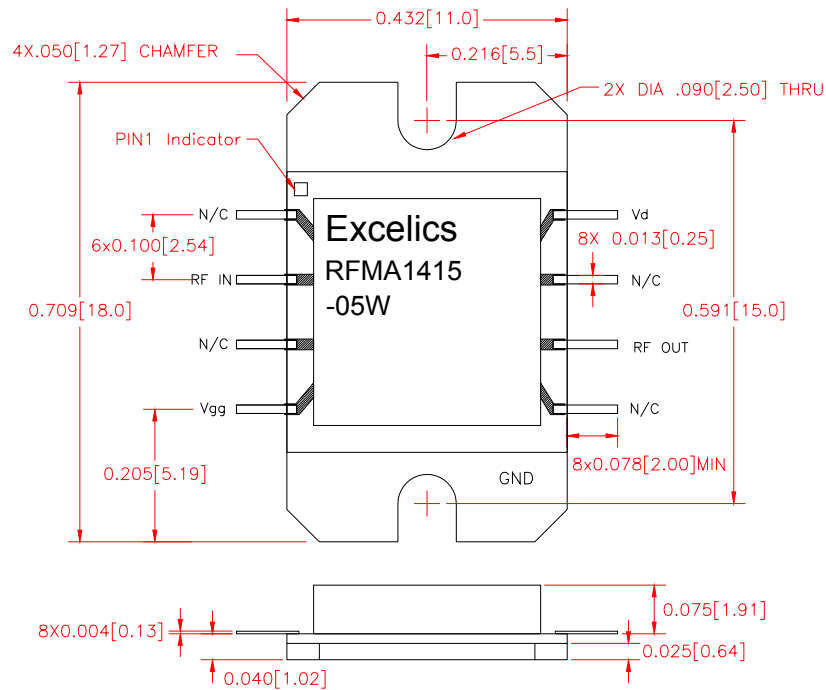 0.432[11.0]
4X.050[1.27] CHAMFER
0.216[5.5]
2X DIA .090[2.50] THRU
PIN1 Indicator
N/C
Vd
Excelics
6x0.100[2.54]
8X 0.013[0.25]
RFMA1415
RF IN
N/C
-05W
0.709[18.0]
0.591[15.0]
N/C
RF OUT
Vgg
N/C
0.205[5.19]
8x0.078[2.00]MIN
GND
0.075[1.91]
8X0.004[0.13]
0.025[0.64]
0.040[1.02]